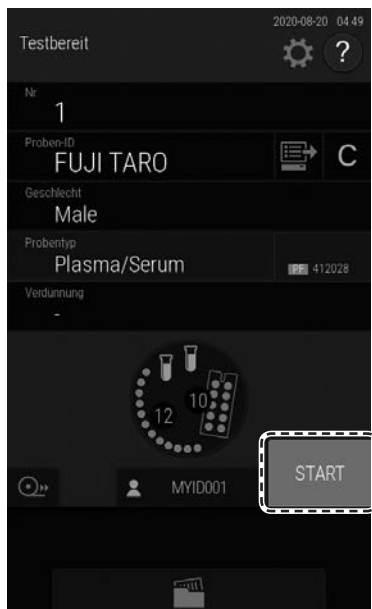 2020-08-20 04:49
Testbereit
?
Nr
1
Proben-ID
FUJI TARO
C
Geschlecht
Male
Probentyp
Plasma/Serum
PF 412028
Verdünnung
-
10
12
START
MYID001